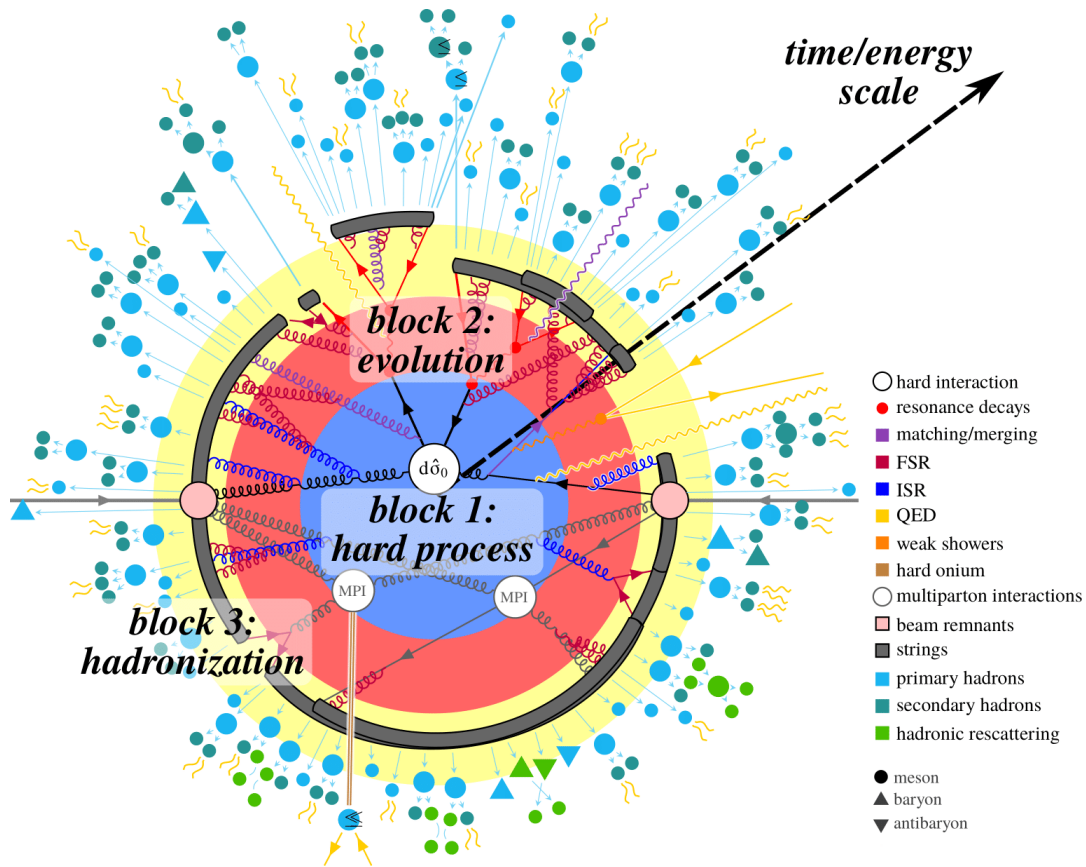 time/energy
scale
block 2:
evolution
dσ̂₀
block 1:
hard process
MPI
MPI
block 3:
hadronization
hard interaction
resonance decays
matching/merging
FSR
ISR
QED
weak showers
hard onium
multiparton interactions
beam remnants
strings
primary hadrons
secondary hadrons
hadronic rescattering
meson
baryon
antibaryon